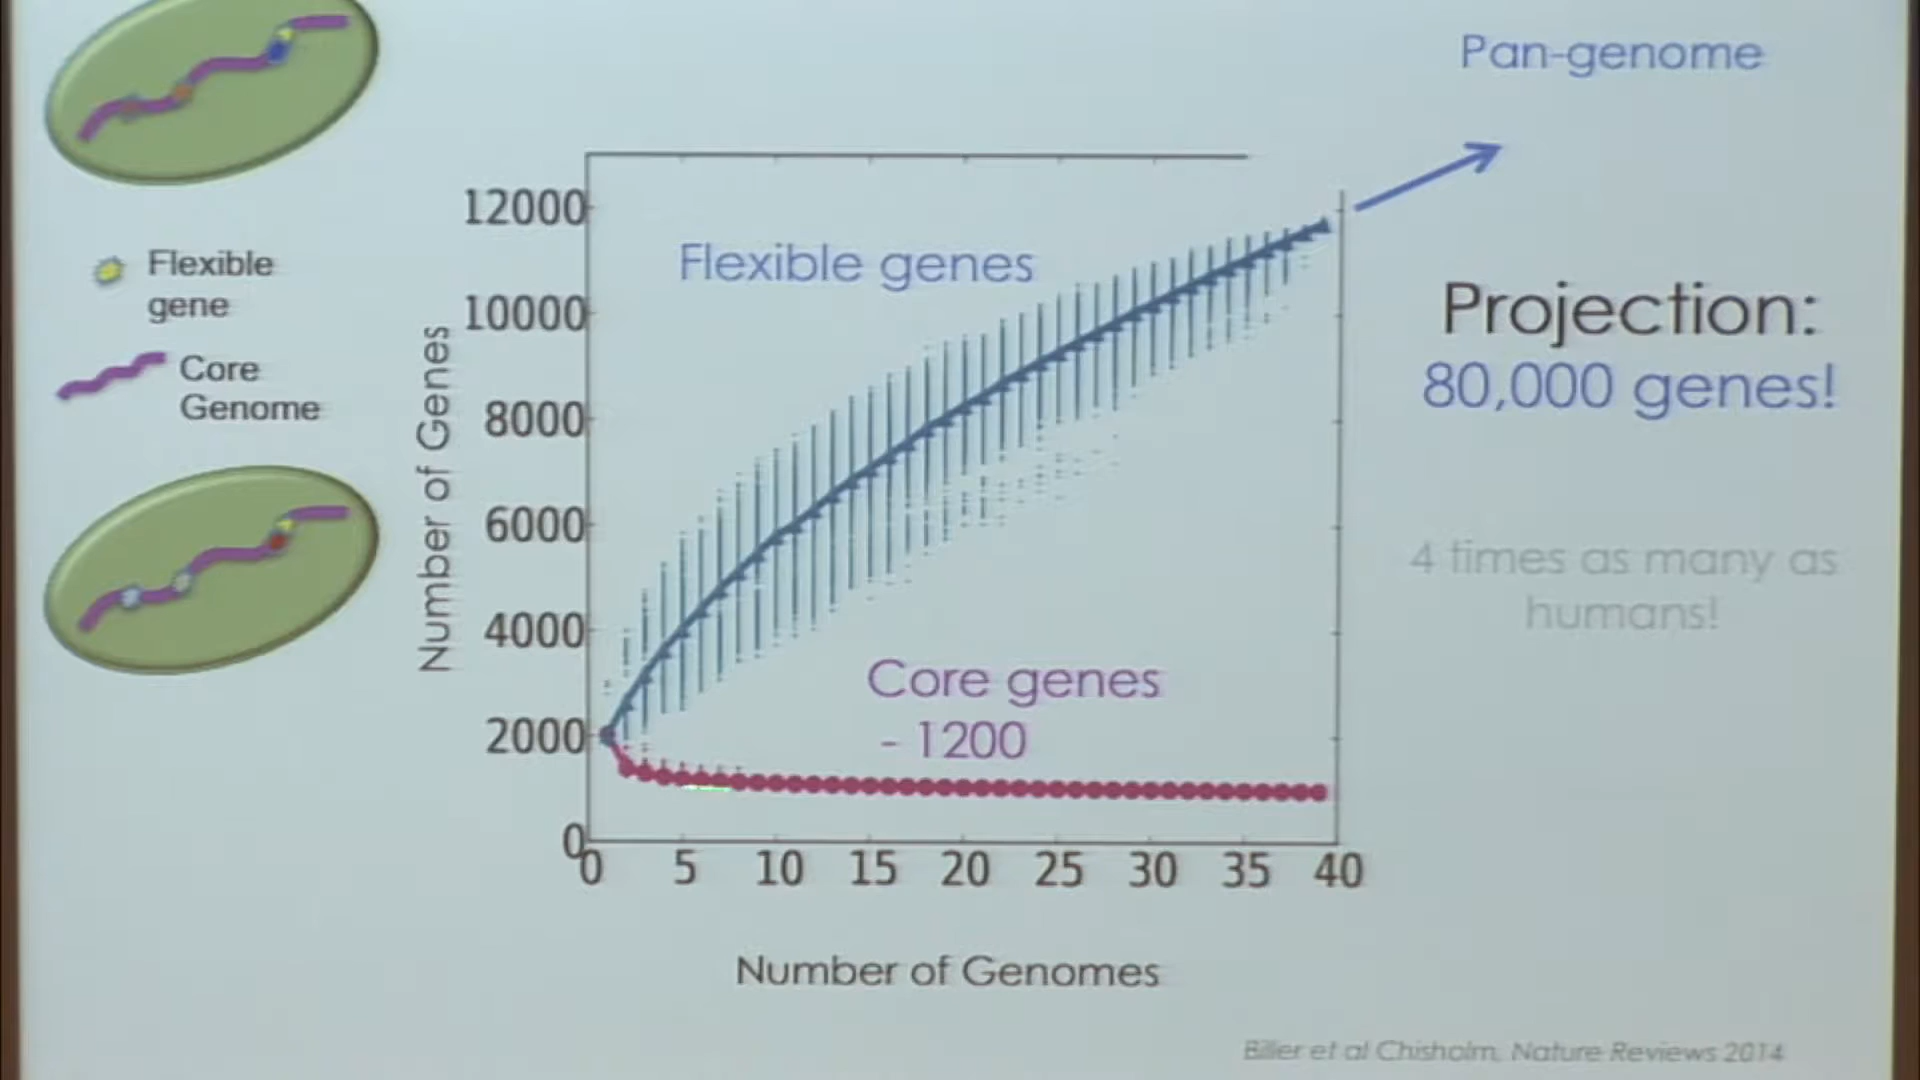 Pan-genome
Flexible
gene
Core
Genome
Number of Genes
12000
10000
8000
6000
4000
2000
0
Flexible genes
Core genes
- 1200
0 5 10 15 20 25 30 35 40
Number of Genomes
Projection:
80,000 genes!
4 times as many as
humans!
Biller et al Chisholm, Nature Reviews 2014